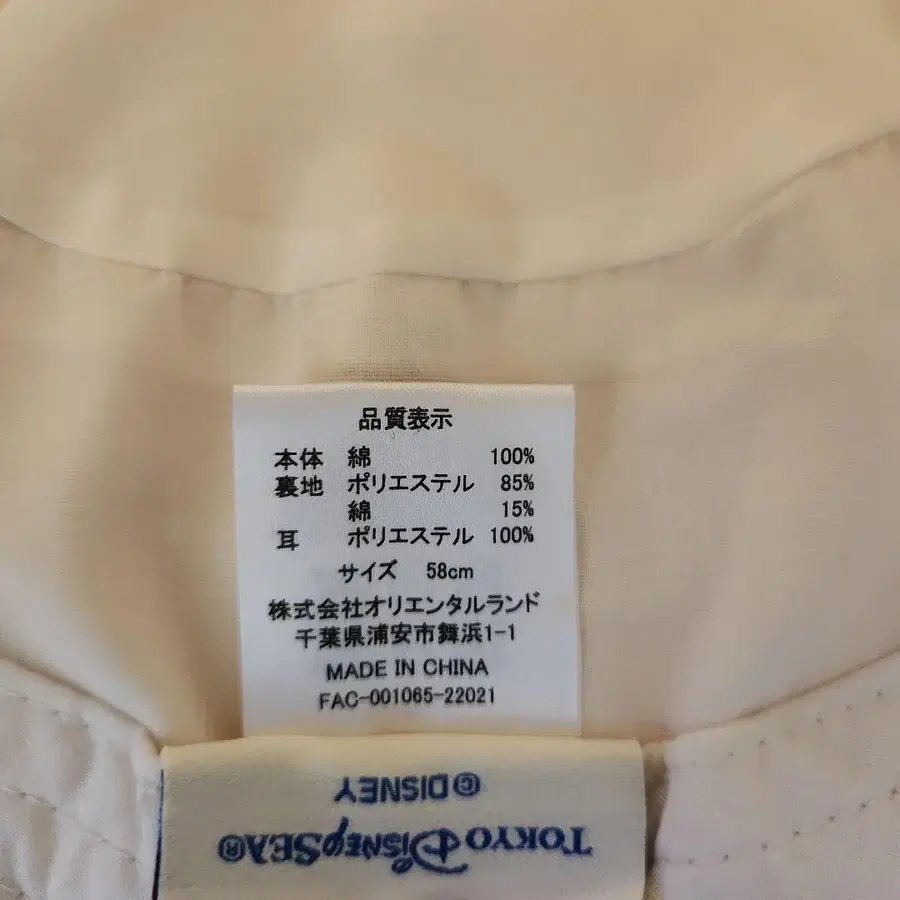 品質表示
本体 綿 100%
裏地 ポリエステル 85%
綿 15%
耳 ポリエステル 100%
サイズ 58cm
株式会社オリエンタルランド
千葉県浦安市舞浜1-1
MADE IN CHINA
FAC-001065-22021
TOKYO DISNEYSEA®
© DISNEY